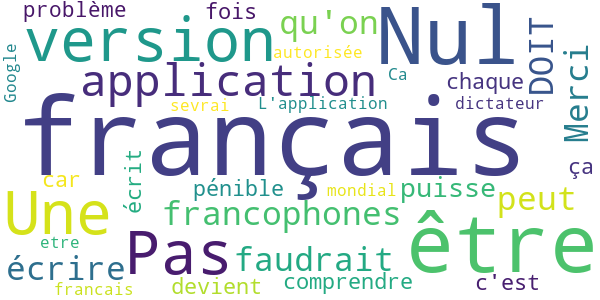 problème fois qu'on Nul
version autorisée DOIT
Google application Ca chaque Merci
sevrai L'application dictateur
français ça
écrit car pénible mondial puisse peut
Une francophones être
etre Pas faudrait
écrire devient comprendre c'est
francais